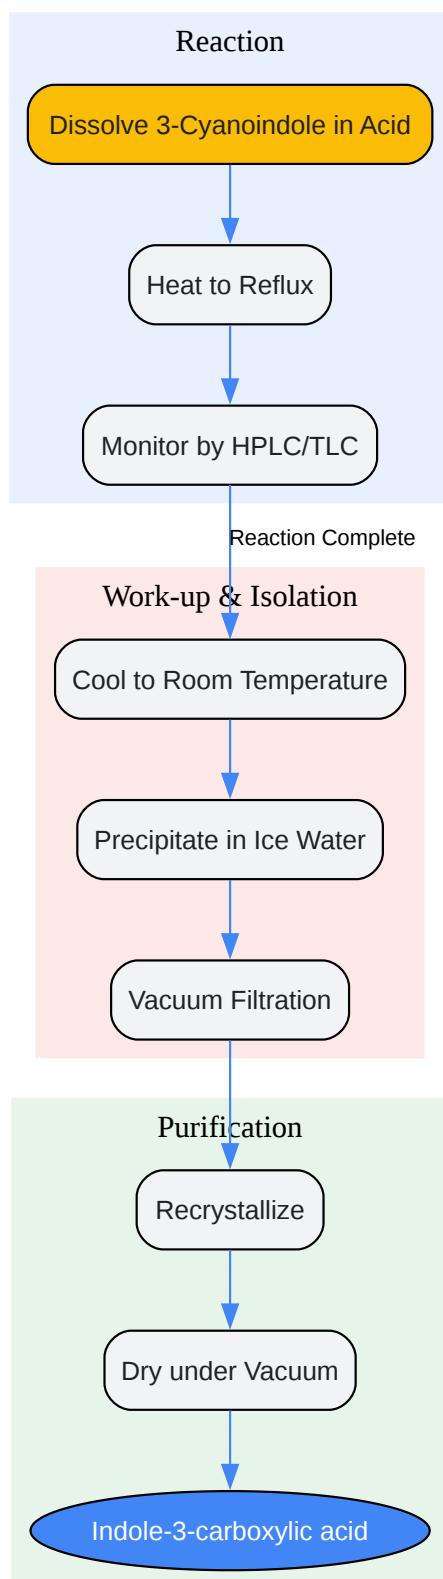 Reaction
Dissolve 3-Cyanoindole in Acid
Heat to Reflux
Monitor by HPLC/TLC
Reaction Complete
Work-up & Isolation
Cool to Room Temperature
Precipitate in Ice Water
Vacuum Filtration
Purification
Recrystallize
Dry under Vacuum
Indole-3-carboxylic acid